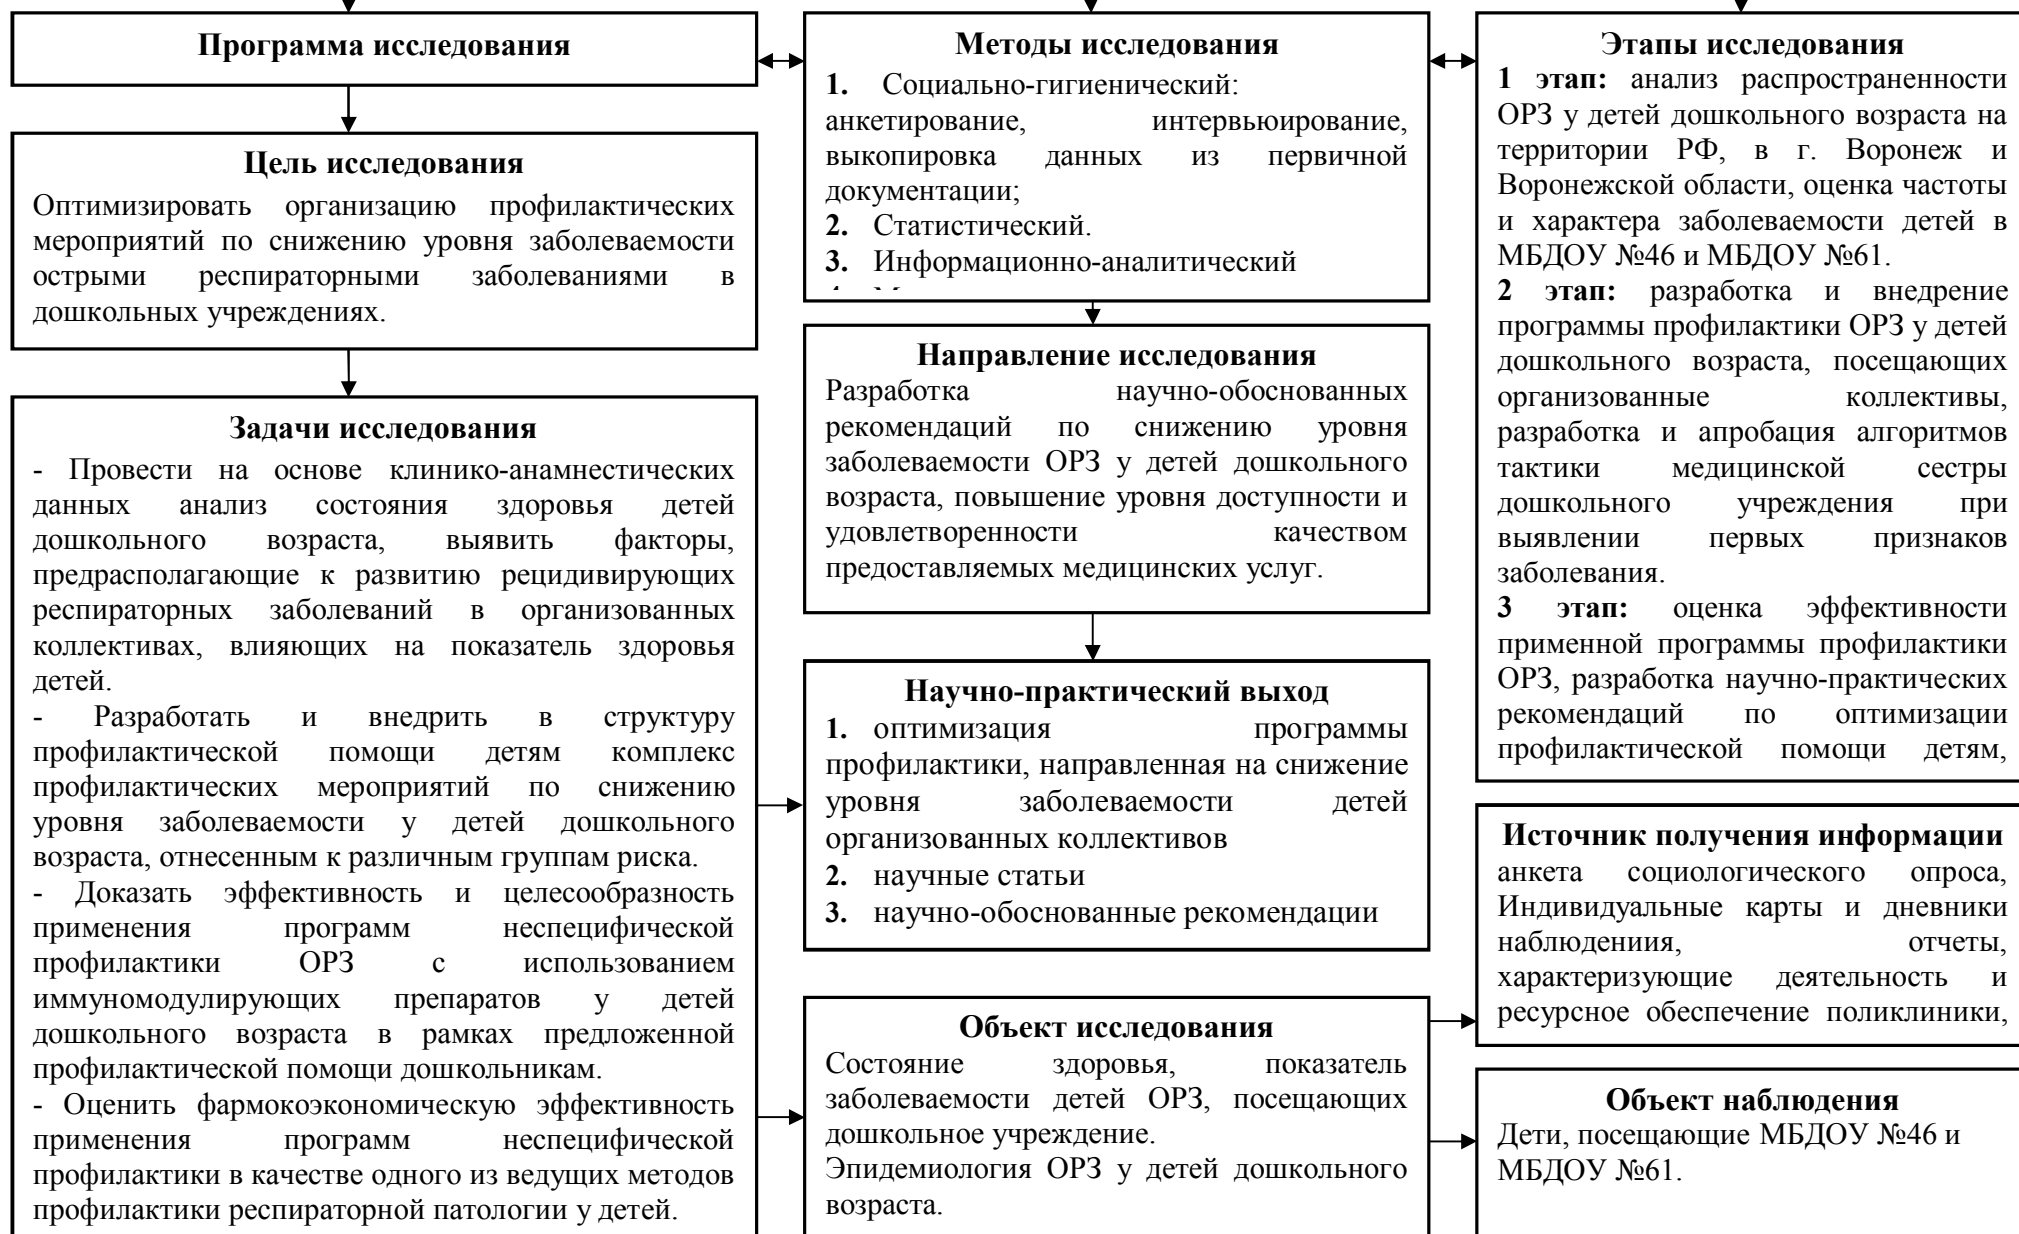 Программа исследования
Цель исследования
Оптимизировать организацию профилактических
мероприятий по снижению уровня заболеваемости
острыми респираторными заболеваниями в
дошкольных учреждениях.
Задачи исследования
- Провести на основе клинико-анамнестических
данных анализ состояния здоровья детей
дошкольного возраста, выявить факторы,
предрасполагающие к развитию рецидивирующих
респираторных заболеваний в организованных
коллективах, влияющих на показатель здоровья
детей.
- Разработать и внедрить в структуру
профилактической помощи детям комплекс
профилактических мероприятий по снижению
уровня заболеваемости у детей дошкольного
возраста, отнесенным к различным группам риска.
- Доказать эффективность и целесообразность
применения программ неспецифической
профилактики ОРЗ с использованием
иммуномодулирующих препаратов у детей
дошкольного возраста в рамках предложенной
профилактической помощи дошкольникам.
- Оценить фармокоэкономическую эффективность
применения программ неспецифической
профилактики в качестве одного из ведущих методов
профилактики респираторной патологии у детей.
Методы исследования
1. Социально-гигиенический:
анкетирование, интервьюирование,
выкопировка данных из первичной
документации;
2. Статистический.
3. Информационно-аналитический
Направление исследования
Разработка научно-обоснованных
рекомендаций по снижению уровня
заболеваемости ОРЗ у детей дошкольного
возраста, повышение уровня доступности и
удовлетворенности качеством
предоставляемых медицинских услуг.
Научно-практический выход
1. оптимизация программы
профилактики, направленная на снижение
уровня заболеваемости детей
организованных коллективов
2. научные статьи
3. научно-обоснованные рекомендации
Объект исследования
Состояние здоровья, показатель
заболеваемости детей ОРЗ, посещающих
дошкольное учреждение.
Эпидемиология ОРЗ у детей дошкольного
возраста.
Этапы исследования
1 этап: анализ распространенности
ОРЗ у детей дошкольного возраста на
территории РФ, в г. Воронеж и
Воронежской области, оценка частоты
и характера заболеваемости детей в
МБДОУ №46 и МБДОУ №61.
2 этап: разработка и внедрение
программы профилактики ОРЗ у детей
дошкольного возраста, посещающих
организованные коллективы,
разработка и апробация алгоритмов
тактики медицинской сестры
дошкольного учреждения при
выявлении первых признаков
заболевания.
3 этап: оценка эффективности
применной программы профилактики
ОРЗ, разработка научно-практических
рекомендаций по оптимизации
профилактической помощи детям,
Источник получения информации
анкета социологического опроса,
Индивидуальные карты и дневники
наблюдениия, отчеты,
характеризующие деятельность и
ресурсное обеспечение поликлиники,
Объект наблюдения
Дети, посещающие МБДОУ №46 и
МБДОУ №61.